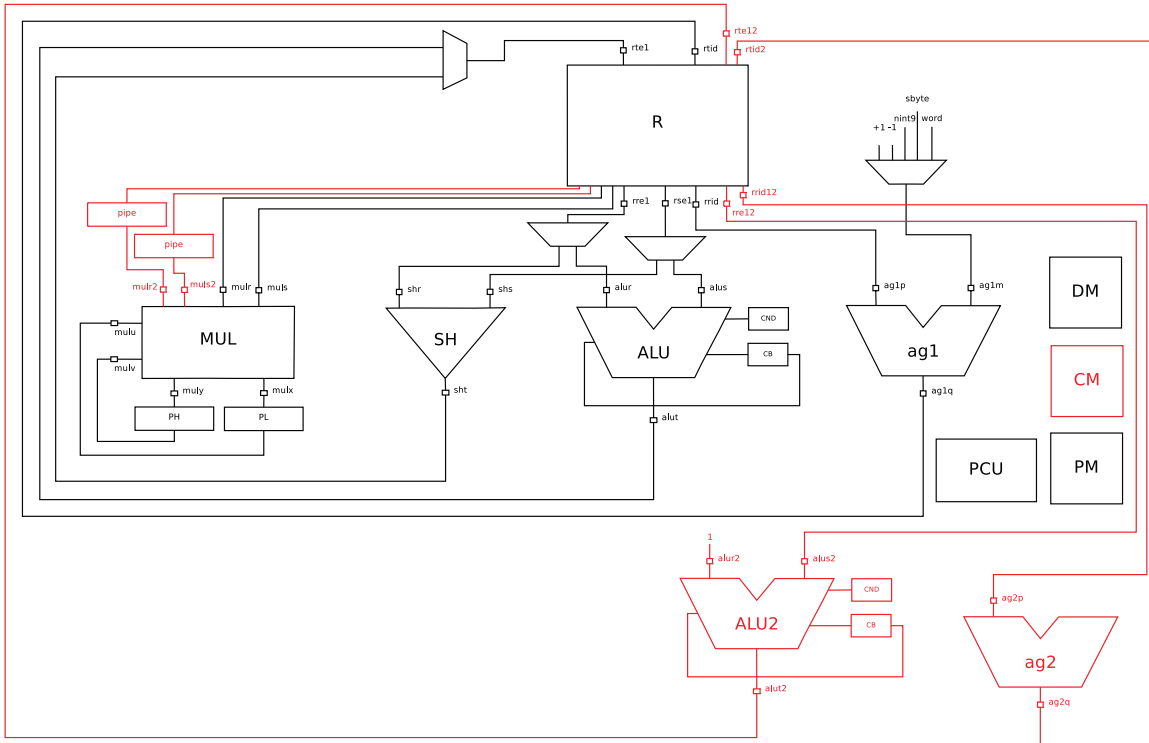 rte12
rte1
rtid
rtid2
sbyte
nint9 word
+1 -1
R
rrid12
rre1
rse1
rrid
rre12
pipe
pipe
mulr2
muls2
mulr
muls
shr
shs
alur
alus
ag1p
ag1m
DM
mulu
MUL
SH
ALU
CND
CB
ag1
mulv
CM
muly
mulx
sht
ag1q
PH
PL
alut
PCU
PM
1
alur2
alus2
CND
ag2p
ALU2
CB
ag2
alut2
ag2q